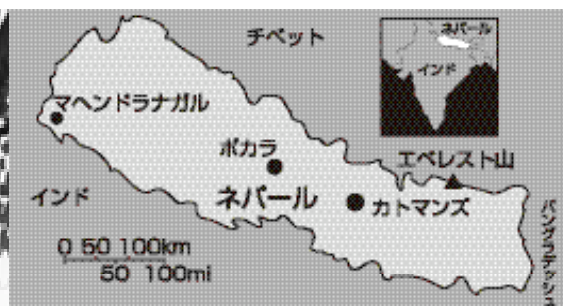 チベット
ネパール
インド
マヘンドラナガル
ポカラ
エベレスト山
インド
ネパール
カトマンズ
バングラデッシュ
0 50 100km
50 100mi